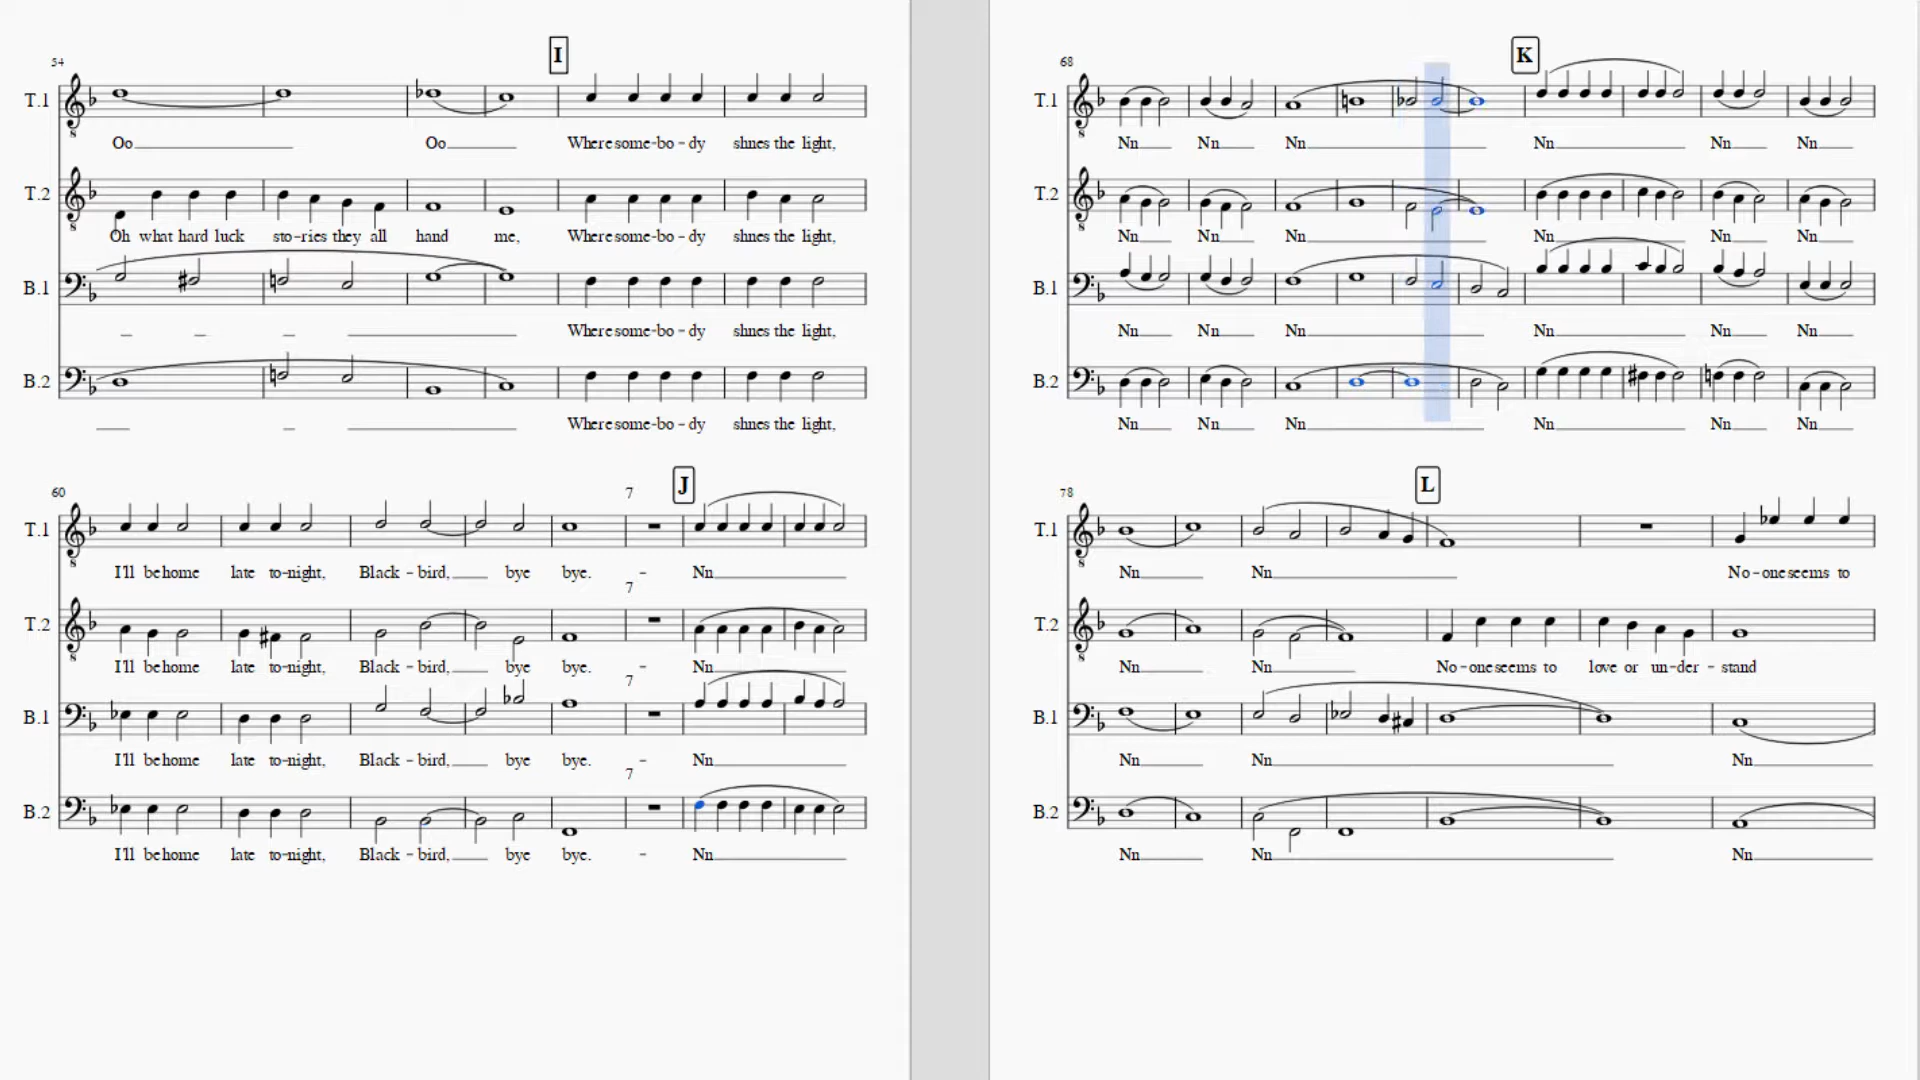 54
I
T.1
Oo Oo Where some-bo-dy shnes the light,
T.2
Oh what hard luck sto-ries they all hand me, Where some-bo-dy shnes the light,
B.1
Where some-bo-dy shnes the light,
B.2
Where some-bo-dy shnes the light,
60
7
J
T.1
I'll be home late to-night, Black-bird, bye bye. - Nn
7
T.2
I'll be home late to-night, Black-bird, bye bye. - Nn
7
B.1
I'll be home late to-night, Black-bird, bye bye. - Nn
7
B.2
I'll be home late to-night, Black-bird, bye bye. - Nn
68
K
T.1
Nn Nn Nn Nn Nn Nn
T.2
Nn Nn Nn Nn Nn Nn
B.1
Nn Nn Nn Nn Nn Nn
B.2
Nn Nn Nn Nn Nn Nn
78
L
T.1
Nn Nn No-one seems to
T.2
Nn Nn No-one seems to love or un-der-stand
B.1
Nn Nn Nn
B.2
Nn Nn Nn